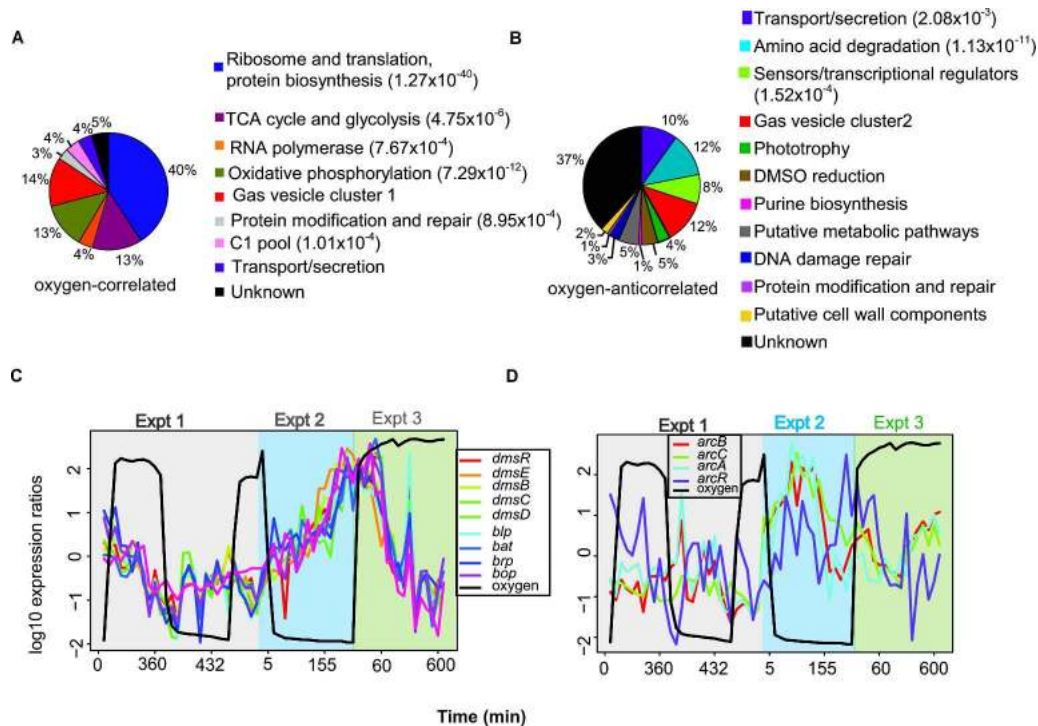 A
Ribosome and translation,
protein biosynthesis (1.27x10-40)
TCA cycle and glycolysis (4.75x10-6)
RNA polymerase (7.67x10-4)
Oxidative phosphorylation (7.29x10-12)
Gas vesicle cluster 1
Protein modification and repair (8.95x10-4)
C1 pool (1.01x10-4)
Transport/secretion
Unknown
4% 5%
4%
3%
14%
40%
13%
4%
13%
oxygen-correlated
B
Transport/secretion (2.08x10-3)
Amino acid degradation (1.13x10-11)
Sensors/transcriptional regulators
(1.52x10-4)
Gas vesicle cluster2
Phototrophy
DMSO reduction
Purine biosynthesis
Putative metabolic pathways
DNA damage repair
Protein modification and repair
Putative cell wall components
Unknown
10%
12%
37%
8%
12%
2%
1%
3%
5%
1%
5%
4%
oxygen-anticorrelated
C
Expt 1 Expt 2 Expt 3
log10 expression ratios
2
1
0
-1
-2
0 360 432 5 155 60 600
dmsR
dmsE
dmsB
dmsC
dmsD
blp
bat
brp
bop
oxygen
D
Expt 1 Expt 2 Expt 3
arcB
arcC
arcA
arcR
oxygen
2
1
0
-1
-2
0 360 432 5 155 60 600
Time (min)